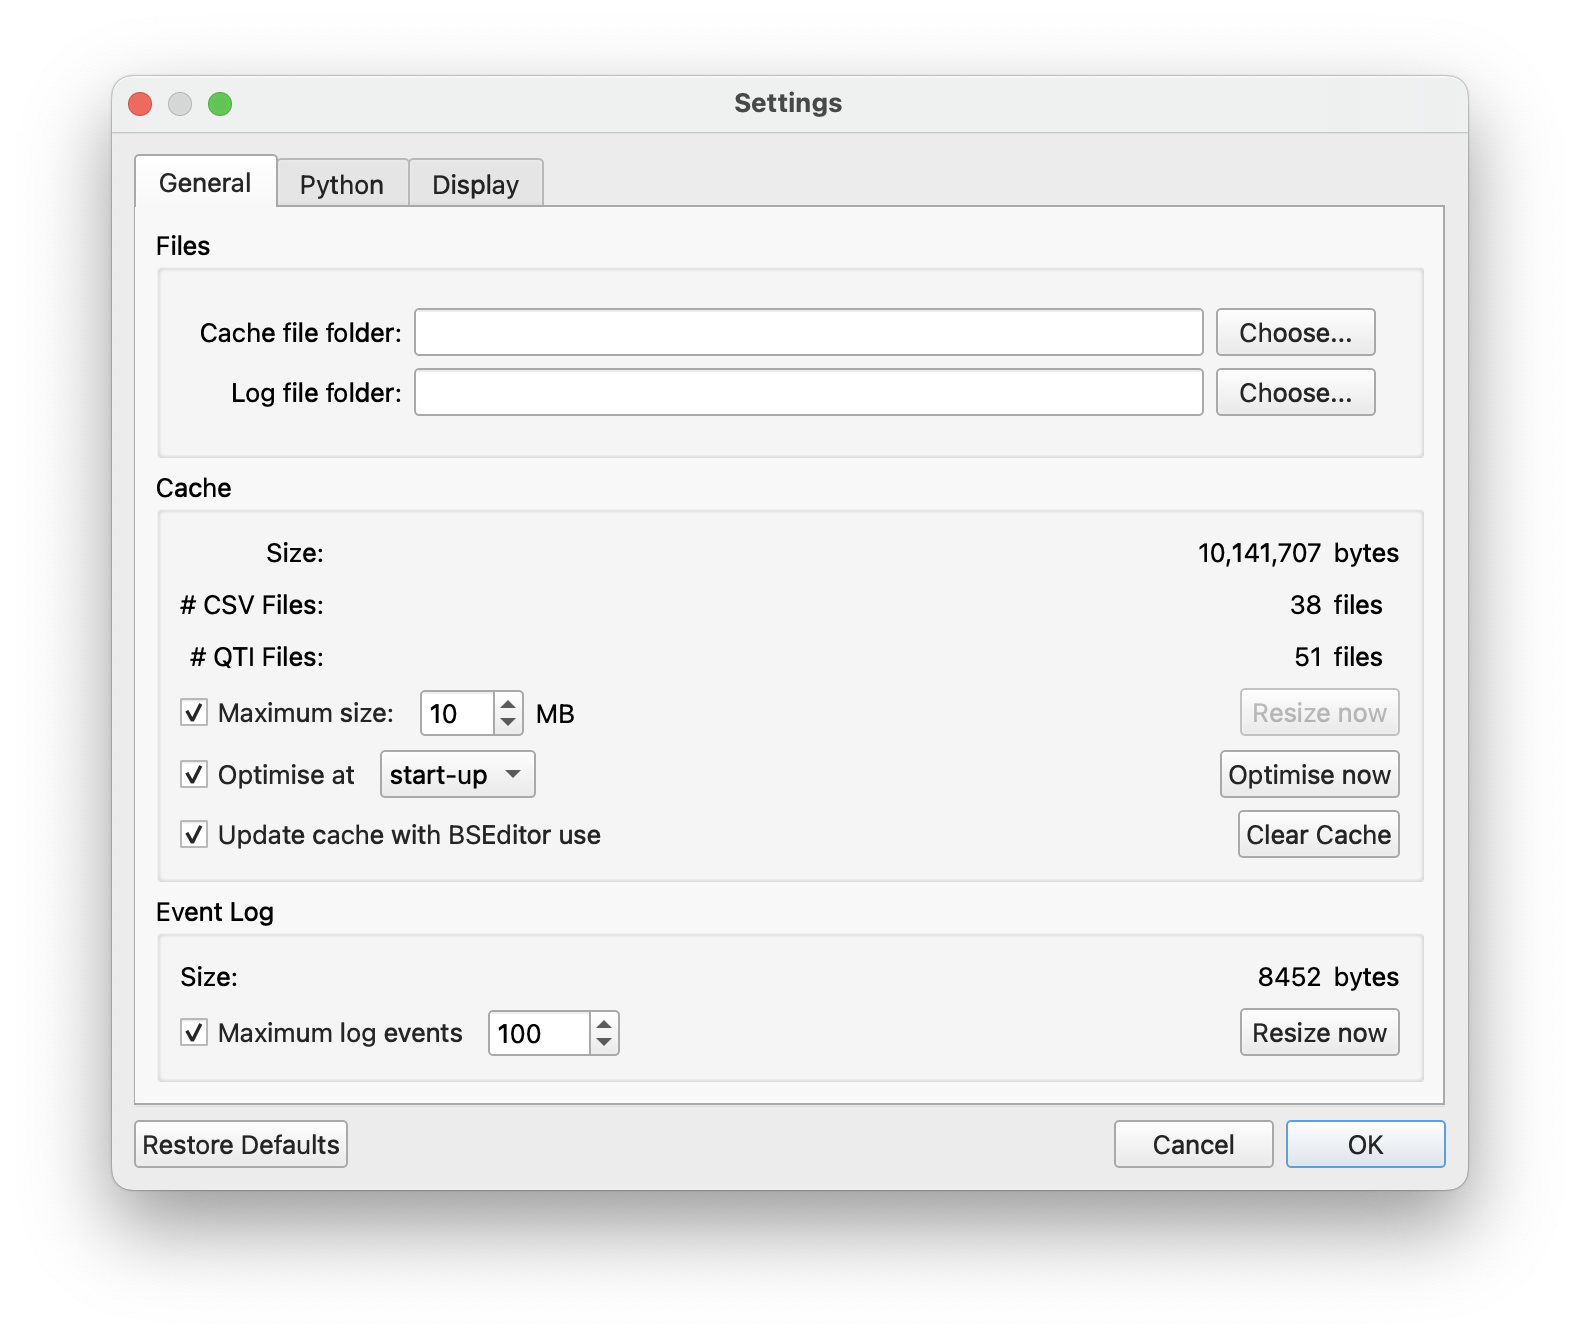 Settings
General Python Display
Files
Cache file folder: Choose...
Log file folder: Choose...
Cache
Size: 10,141,707 bytes
# CSV Files: 38 files
# QTI Files: 51 files
Maximum size: 10 MB Resize now
Optimise at start-up Optimise now
Update cache with BSEditor use Clear Cache
Event Log
Size: 8452 bytes
Maximum log events 100 Resize now
Restore Defaults Cancel OK